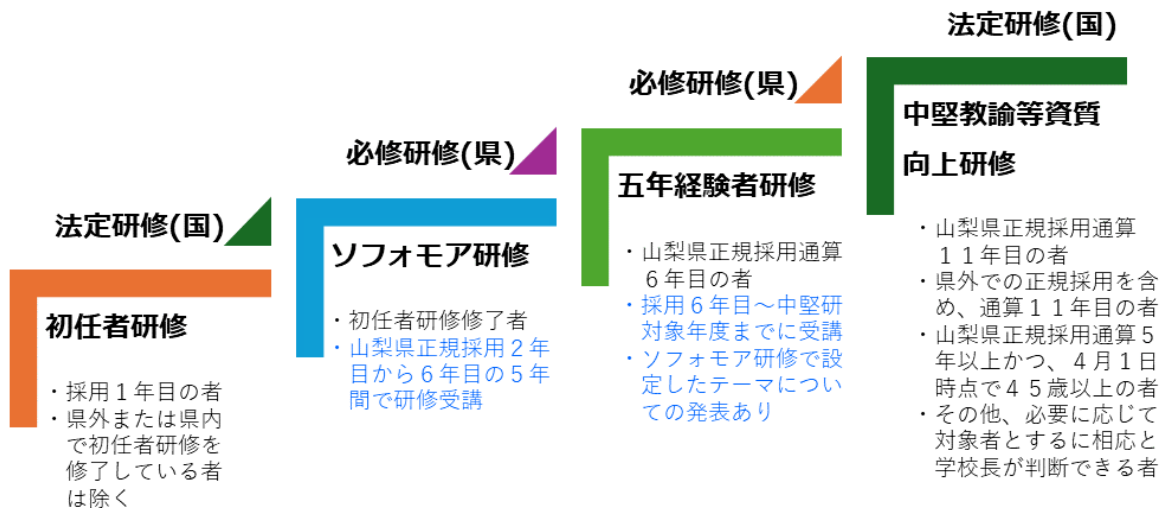 法定研修(国)
初任者研修
・採用１年目の者
・県外または県内
で初任者研修を
修了している者
は除く
必修研修(県)
ソフォモア研修
・初任者研修修了者
・山梨県正規採用２年
目から６年目の５年
間で研修受講
必修研修(県)
五年経験者研修
・山梨県正規採用通算
６年目の者
・採用６年目～中堅研
対象年度までに受講
・ソフォモア研修で設
定したテーマについ
ての発表あり
法定研修(国)
中堅教諭等資質
向上研修
・山梨県正規採用通算
１１年目の者
・県外での正規採用を含
め、通算１１年目の者
・山梨県正規採用通算５
年以上かつ、４月１日
時点で４５歳以上の者
・その他、必要に応じて
対象者とするに相応と
学校長が判断できる者